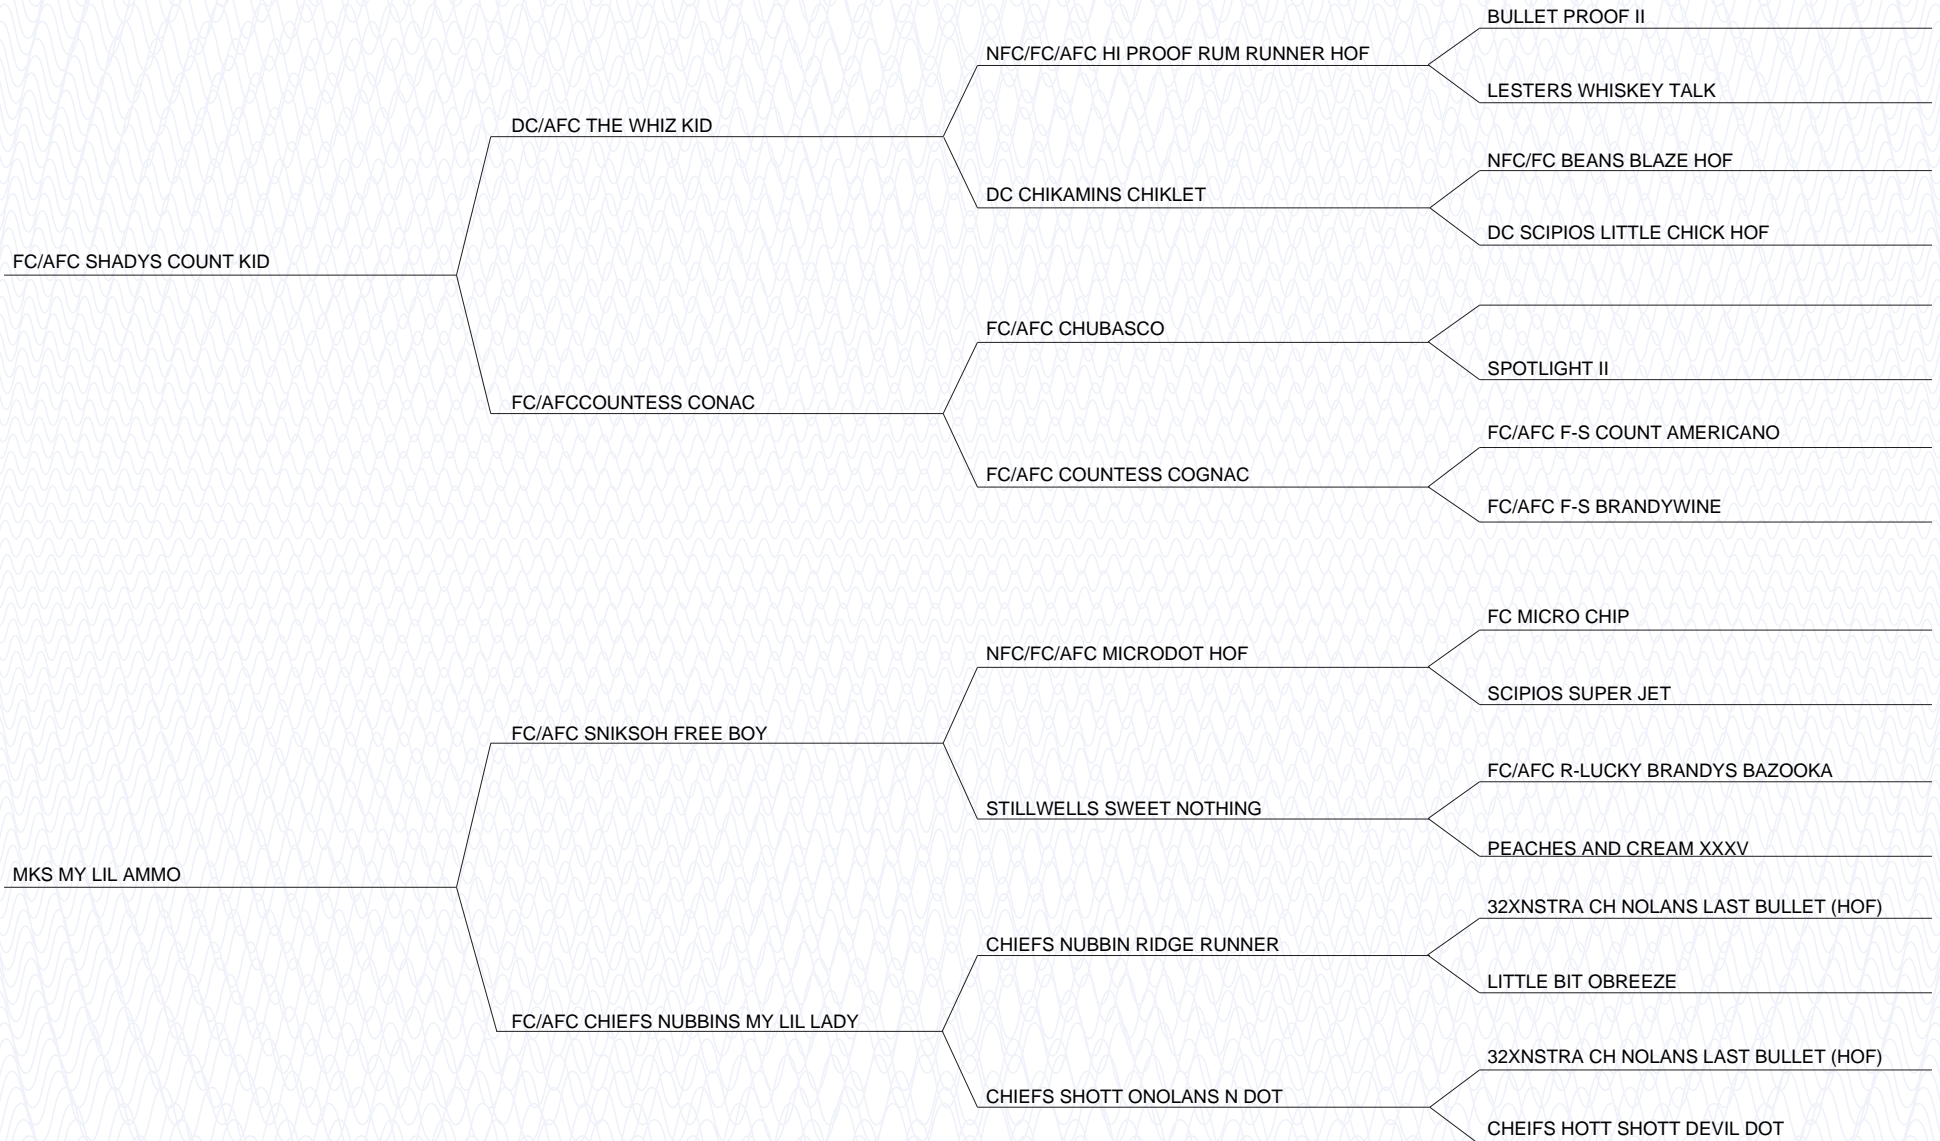 BULLET PROOF II
NFC/FC/AFC HI PROOF RUM RUNNER HOF
LESTERS WHISKEY TALK
DC/AFC THE WHIZ KID
NFC/FC BEANS BLAZE HOF
DC CHIKAMINS CHIKLET
DC SCIPIOS LITTLE CHICK HOF
FC/AFC SHADYS COUNT KID
FC/AFC CHUBASCO
SPOTLIGHT II
FC/AFCCOUNTESS CONAC
FC/AFC F-S COUNT AMERICANO
FC/AFC COUNTESS COGNAC
FC/AFC F-S BRANDYWINE
FC MICRO CHIP
NFC/FC/AFC MICRODOT HOF
SCIPIOS SUPER JET
FC/AFC SNIKSOH FREE BOY
FC/AFC R-LUCKY BRANDYS BAZOOKA
STILLWELLS SWEET NOTHING
PEACHES AND CREAM XXXV
MKS MY LIL AMMO
32XNSTRA CH NOLANS LAST BULLET (HOF)
CHIEFS NUBBIN RIDGE RUNNER
LITTLE BIT OBREEZE
FC/AFC CHIEFS NUBBINS MY LIL LADY
32XNSTRA CH NOLANS LAST BULLET (HOF)
CHIEFS SHOTT ONOLANS N DOT
CHEIFS HOTT SHOTT DEVIL DOT